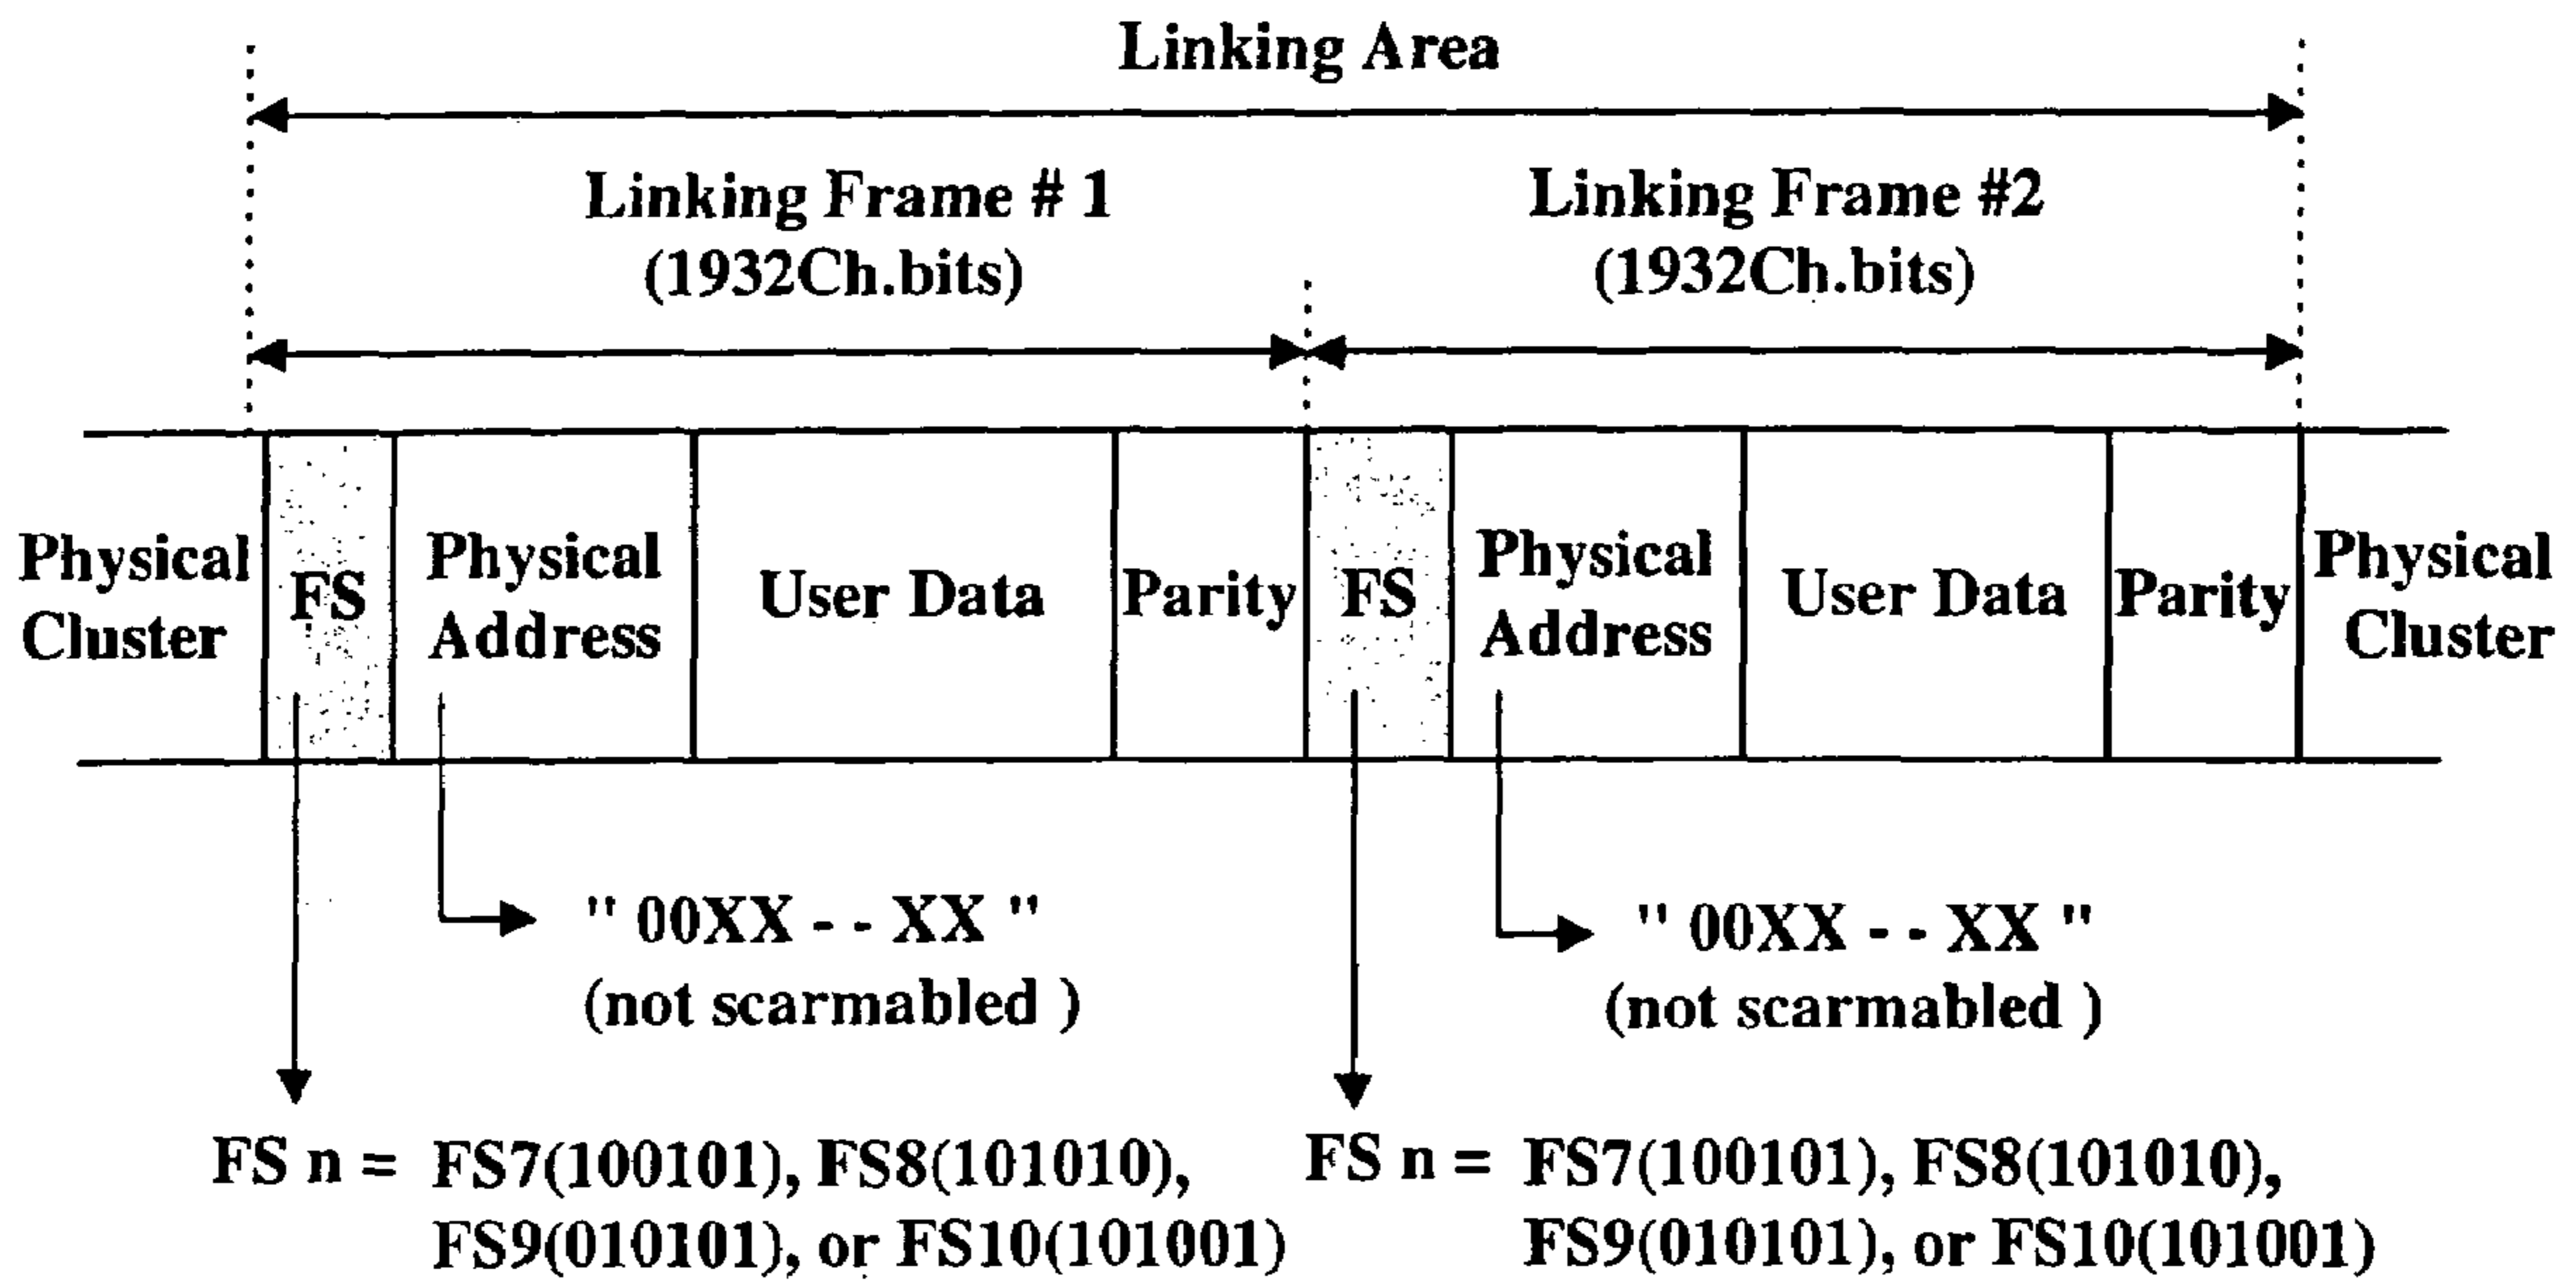 Linking Area
Linking Frame # 1
(1932Ch.bits)
Linking Frame #2
(1932Ch.bits)
Physical
Cluster
FS
Physical
Address
User Data
Parity
FS
Physical
Address
User Data
Parity
Physical
Cluster
" 00XX - - XX "
(not scarmabled )
" 00XX - - XX "
(not scarmabled )
FS n = FS7(100101), FS8(101010),
FS9(010101), or FS10(101001)
FS n = FS7(100101), FS8(101010),
FS9(010101), or FS10(101001)